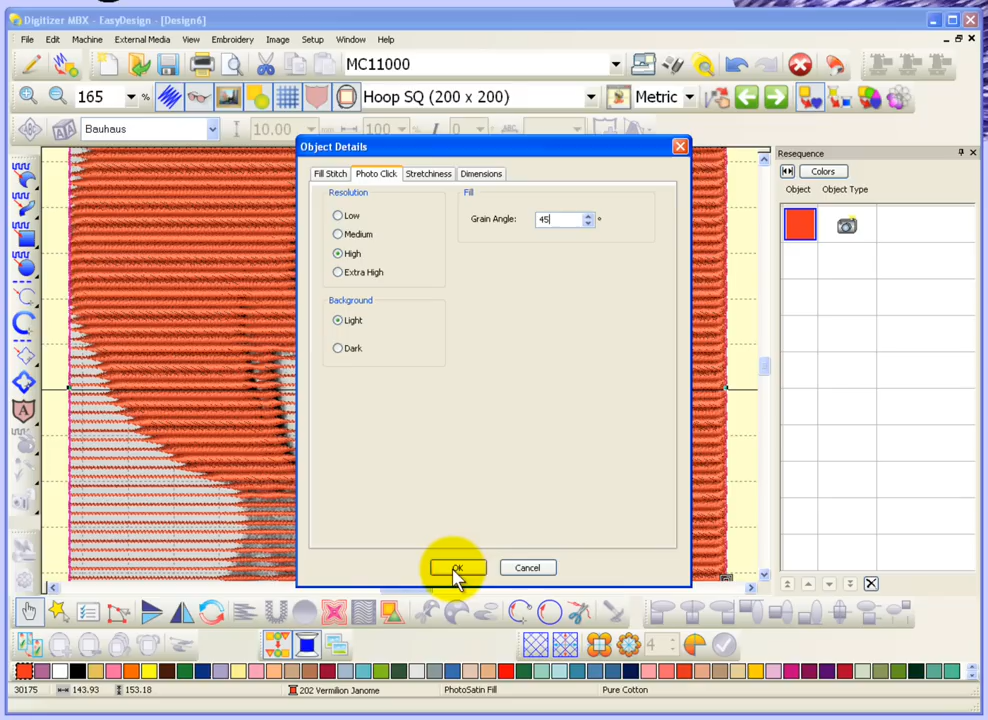 Digitizer MBX - EasyDesign - [Design6]
File Edit Machine External Media View Embroidery Image Setup Window Help
MC11000
165 % Hoop SQ (200 x 200) Metric
Bauhaus 10.00 100 % 0 %
Object Details
Fill Stitch Photo Click Stretchiness Dimensions
Resolution
Low
Medium
High
Extra High
Background
Light
Dark
Fill
Grain Angle: 45 °
OK Cancel
Resequence
Colors
Object Object Type
4
30175 143.93 153.18 202 Vermilion Janome PhotoSatin Fill Pure Cotton